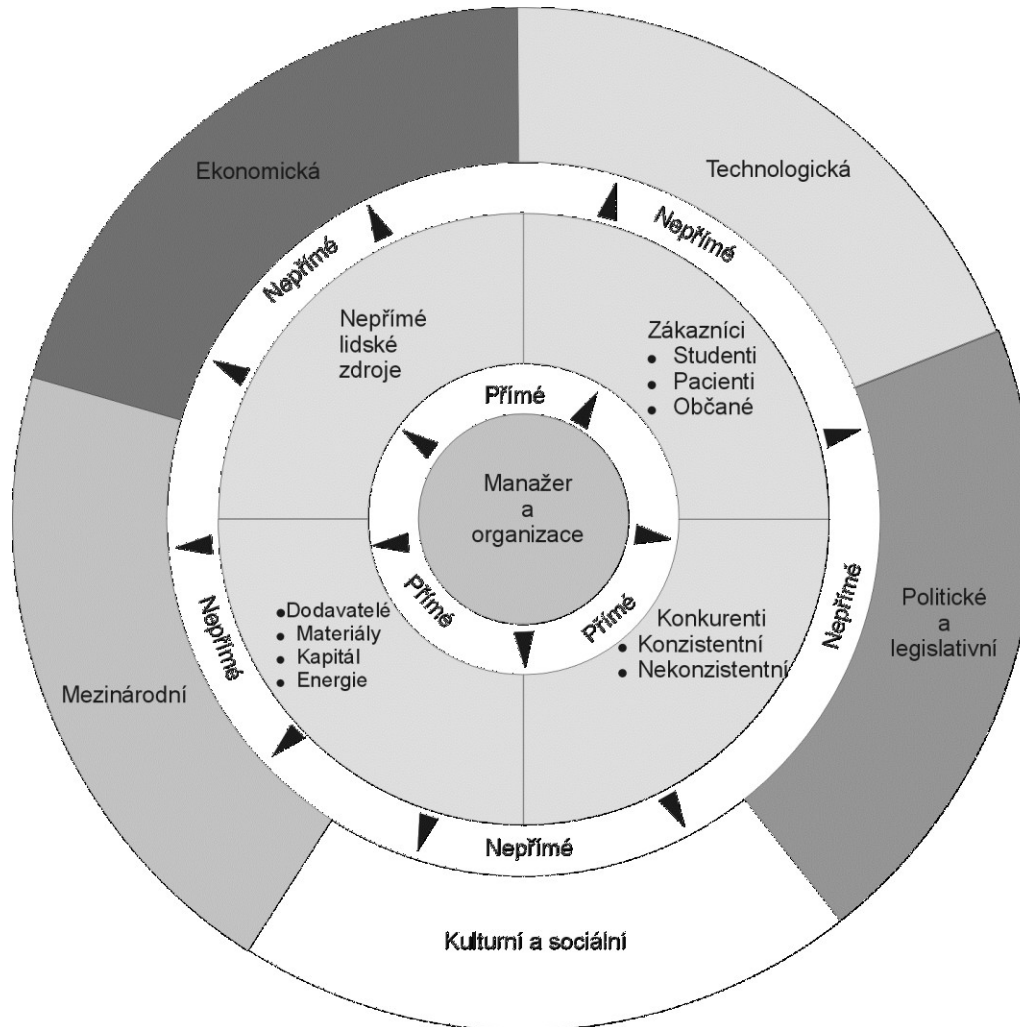 Ekonomická
Technologická
Nepřímé
Nepřímé
Nepřímé
lidské
zdroje
Zákazníci
• Studenti
• Pacienti
• Občané
Přímé
Manažer
a
organizace
Přímé
Přímé
•Dodavatelé
• Materiály
• Kapitál
• Energie
Konkurenti
• Konzistentní
• Nekonzistentní
Nepřímé
Nepřímé
Mezinárodní
Politické
a
legislativní
Nepřímé
Kulturní a sociální